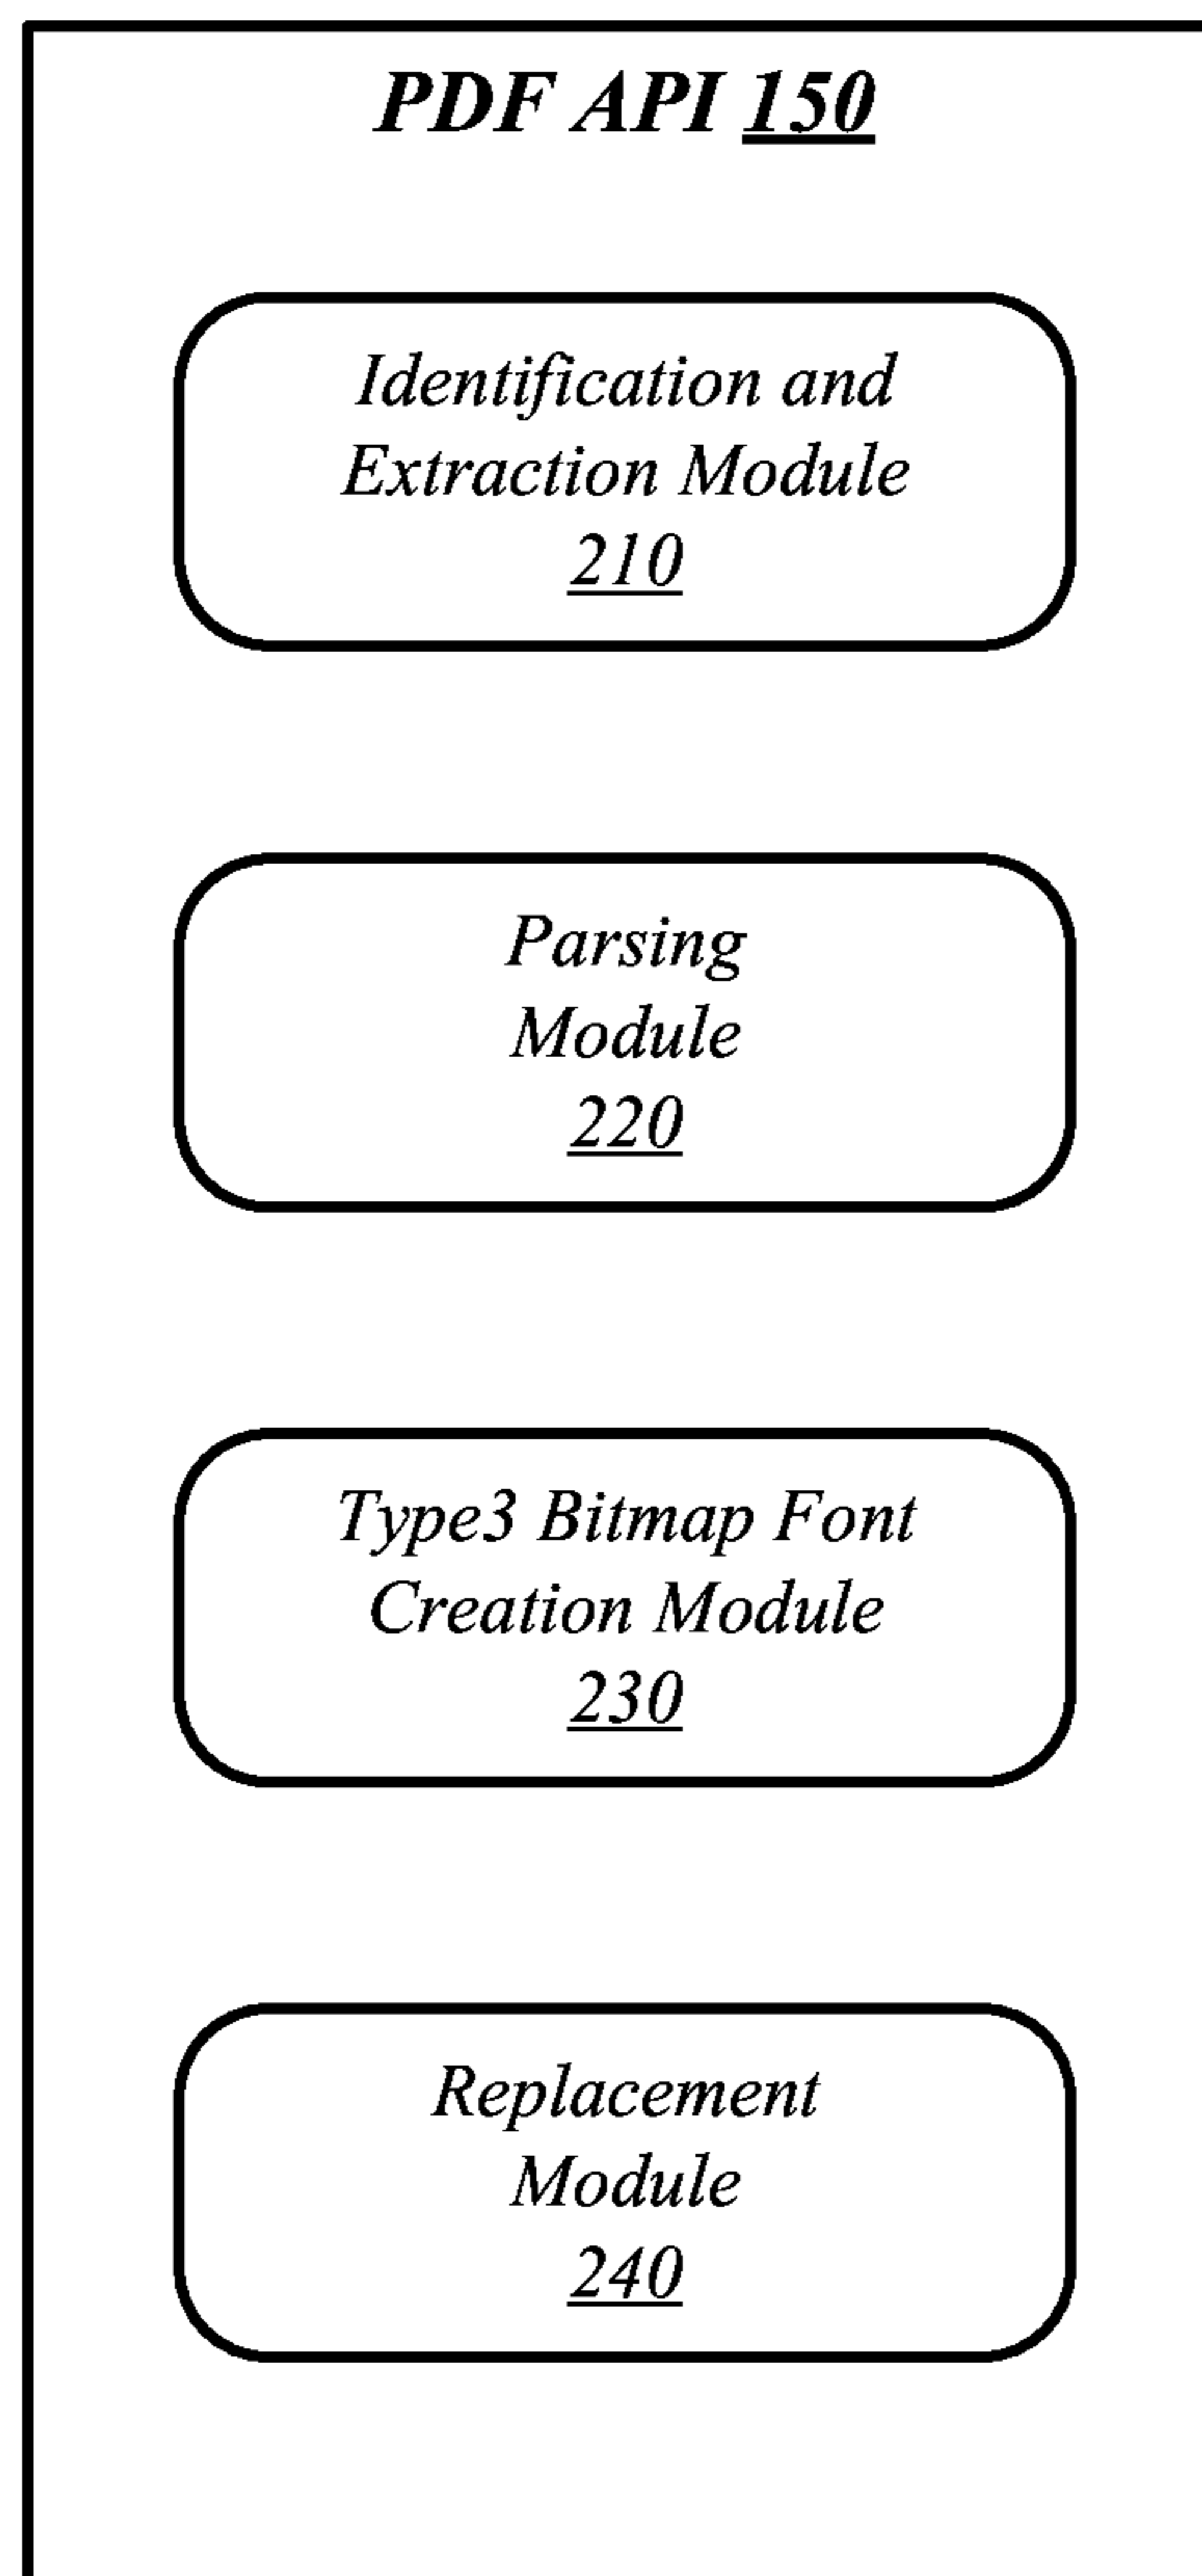 PDF API 150
Identification and
Extraction Module
210
Parsing
Module
220
Type3 Bitmap Font
Creation Module
230
Replacement
Module
240